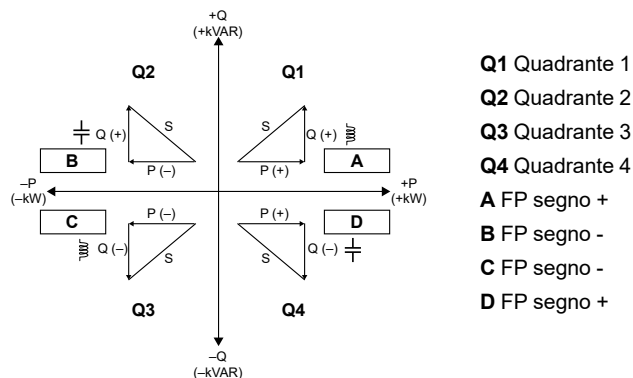 +Q
(+kVAR)
Q2
Q1
Q (+)
S
S
Q (+)
B
P (–)
P (+)
A
–P
(–kW)
+P
(+kW)
C
P (–)
P (+)
D
Q (–)
S
S
Q (–)
Q3
Q4
–Q
(–kVAR)
Q1 Quadrante 1
Q2 Quadrante 2
Q3 Quadrante 3
Q4 Quadrante 4
A FP segno +
B FP segno -
C FP segno -
D FP segno +